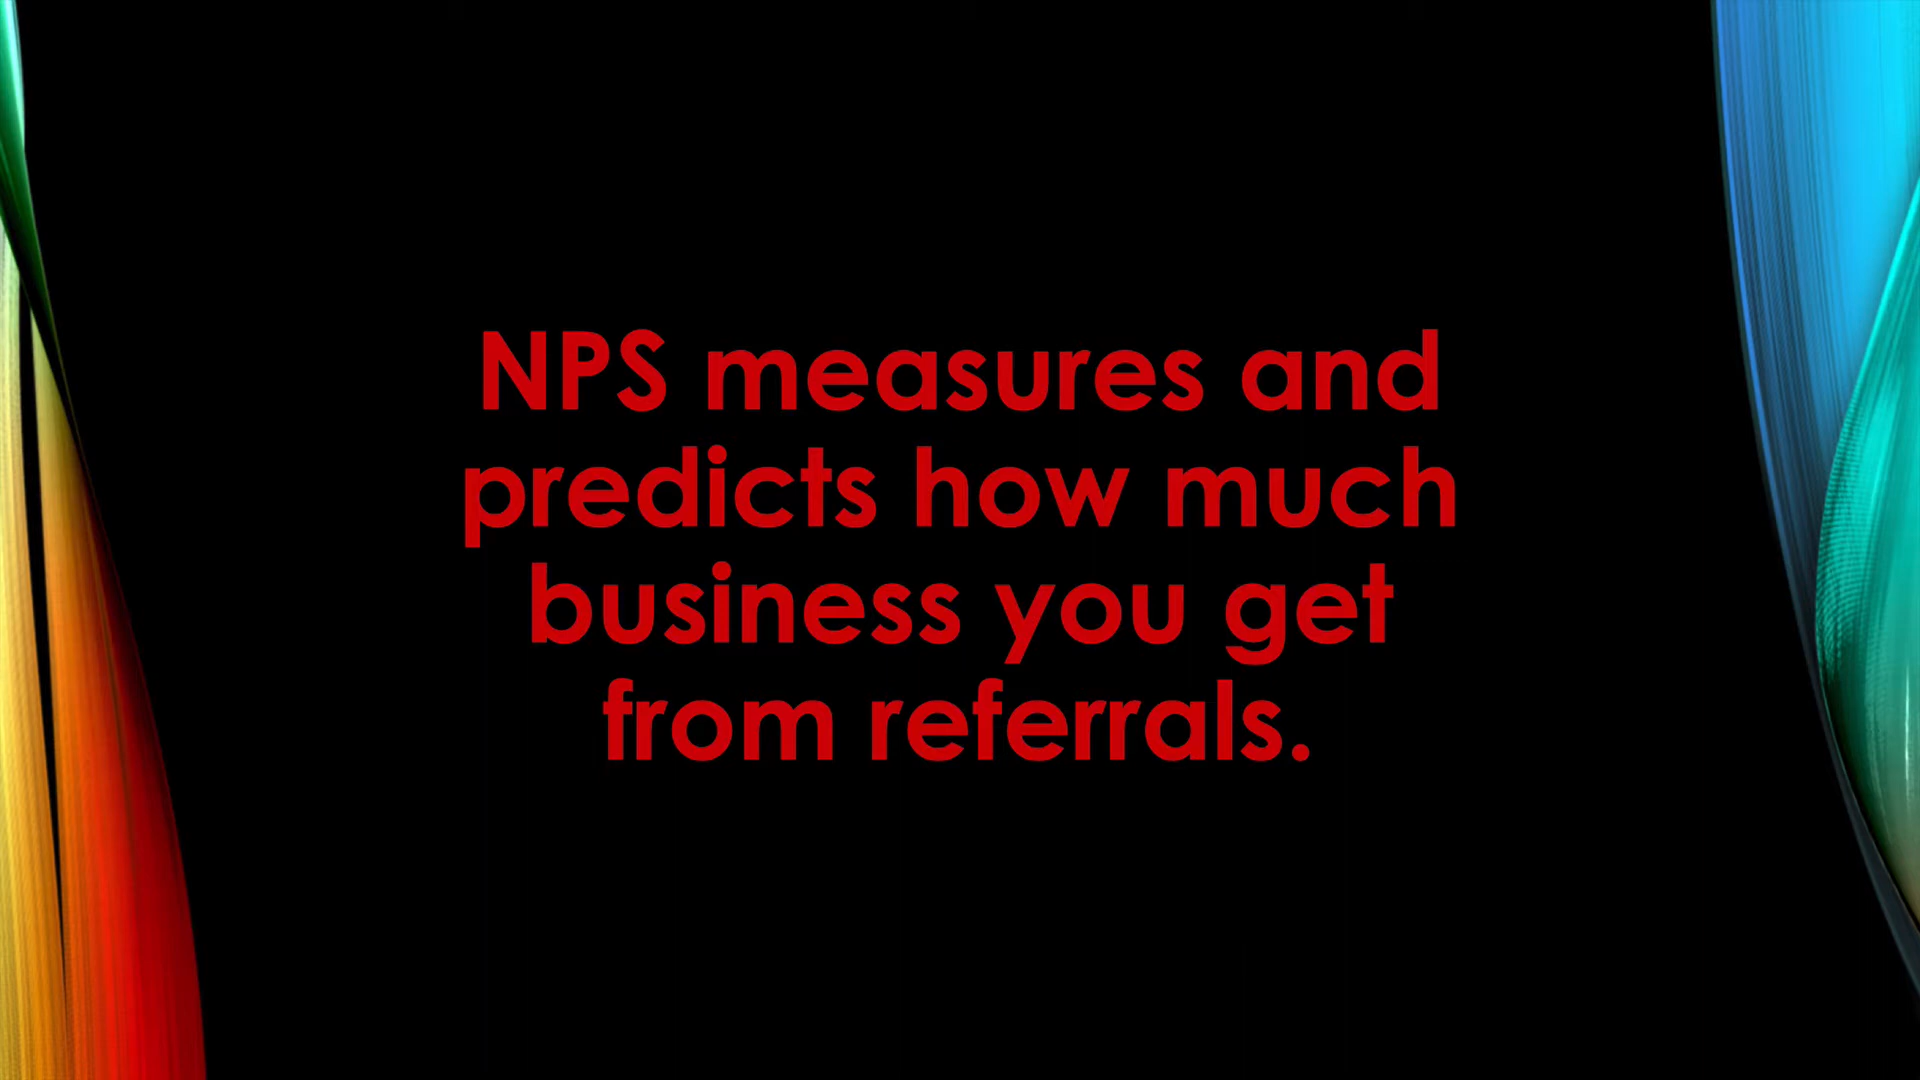 NPS measures and
predicts how much
business you get
from referrals.